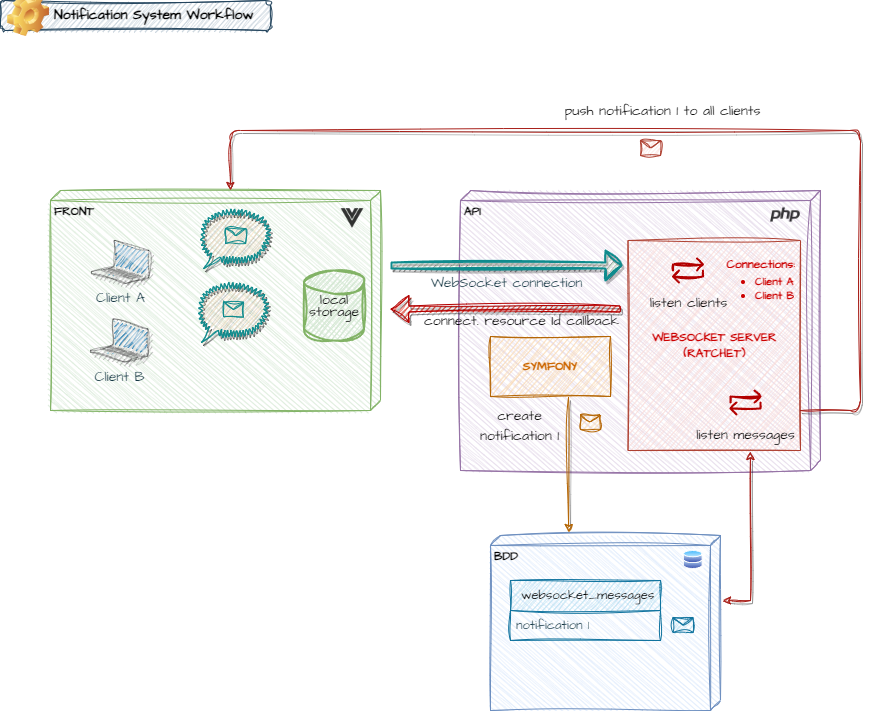 Notification System Workflow
push notification 1 to all clients
FRONT
Client A
Client B
local
storage
WebSocket connection
connect. resource Id callback
API
php
listen clients
Connections:
• Client A
• Client B
WEBSOCKET SERVER
(RATCHET)
SYMFONY
create
notification 1
listen messages
BDD
websocket_messages
notification 1